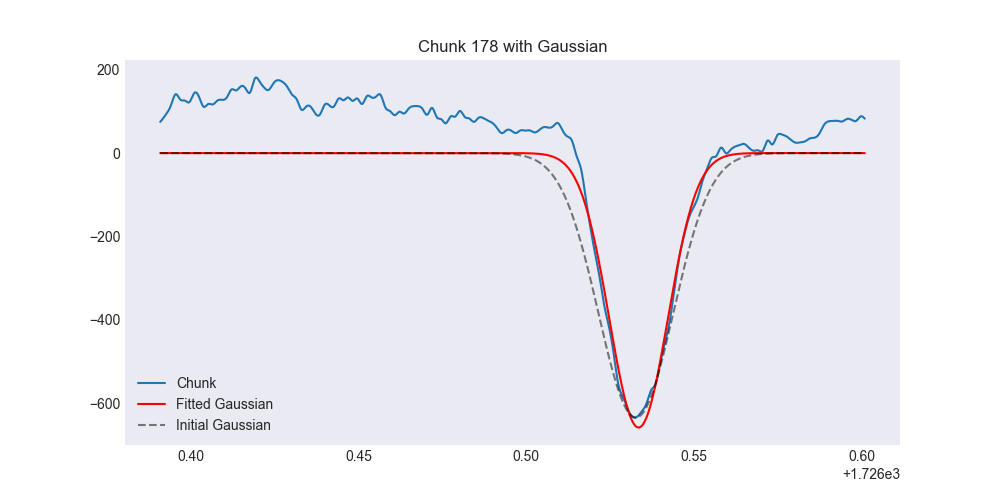 Chunk 178 with Gaussian
200
0
−200
−400
−600
Chunk
Fitted Gaussian
Initial Gaussian
0.40 0.45 0.50 0.55 0.60
+1.726e3